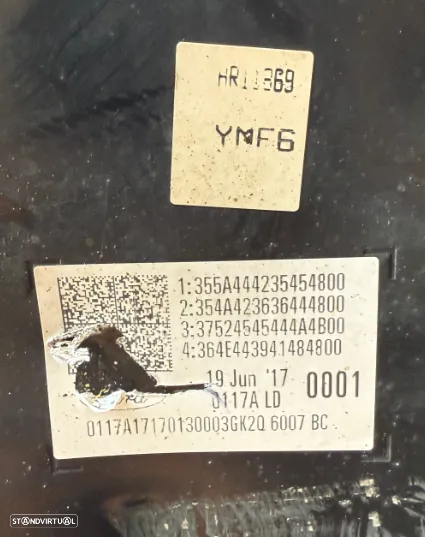 HR11369
YMF6
1:355A444235454800
2:354A423636444800
3:37524545444A4B00
4:364E443941484800
19 Jun '17 0001
0117A LD
0117A17170130003GK2Q 6007 BC
STANDVIRTUAL